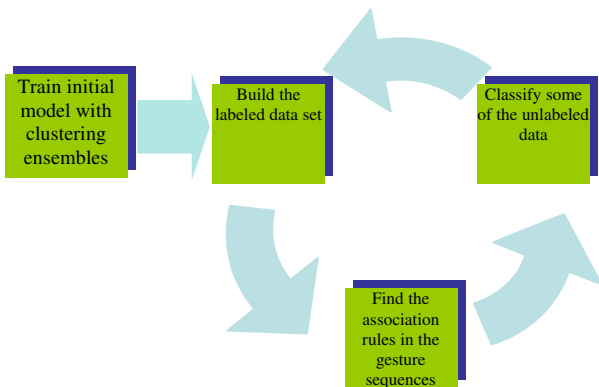 Train initial
model with
clustering
ensembles
Build the
labeled data set
Classify some
of the unlabeled
data
Find the
association
rules in the
gesture
sequences